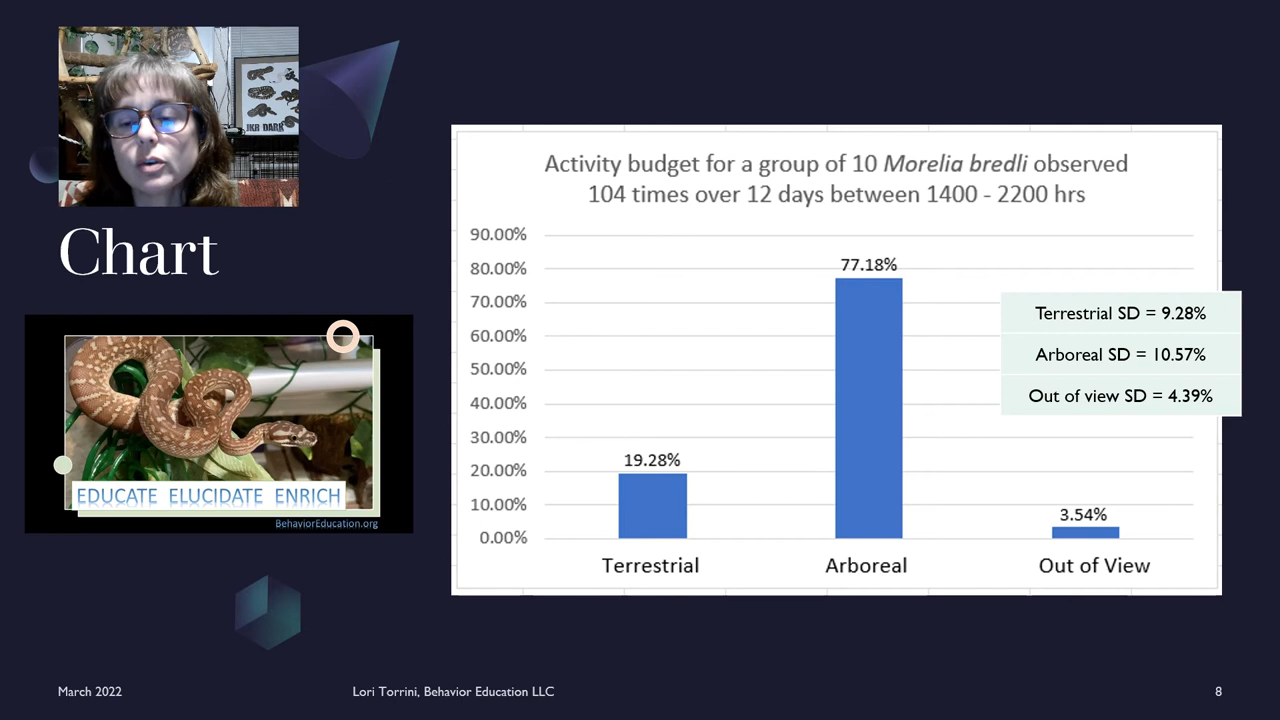 JKR DARK
Chart
EDUCATE ELUCIDATE ENRICH
BehaviorEducation.org
Activity budget for a group of 10 Morelia bredli observed
104 times over 12 days between 1400 - 2200 hrs
90.00%
80.00%
70.00%
60.00%
50.00%
40.00%
30.00%
20.00%
10.00%
0.00%
19.28%
77.18%
3.54%
Terrestrial
Arboreal
Out of View
Terrestrial SD = 9.28%
Arboreal SD = 10.57%
Out of view SD = 4.39%
March 2022
Lori Torrini, Behavior Education LLC
8